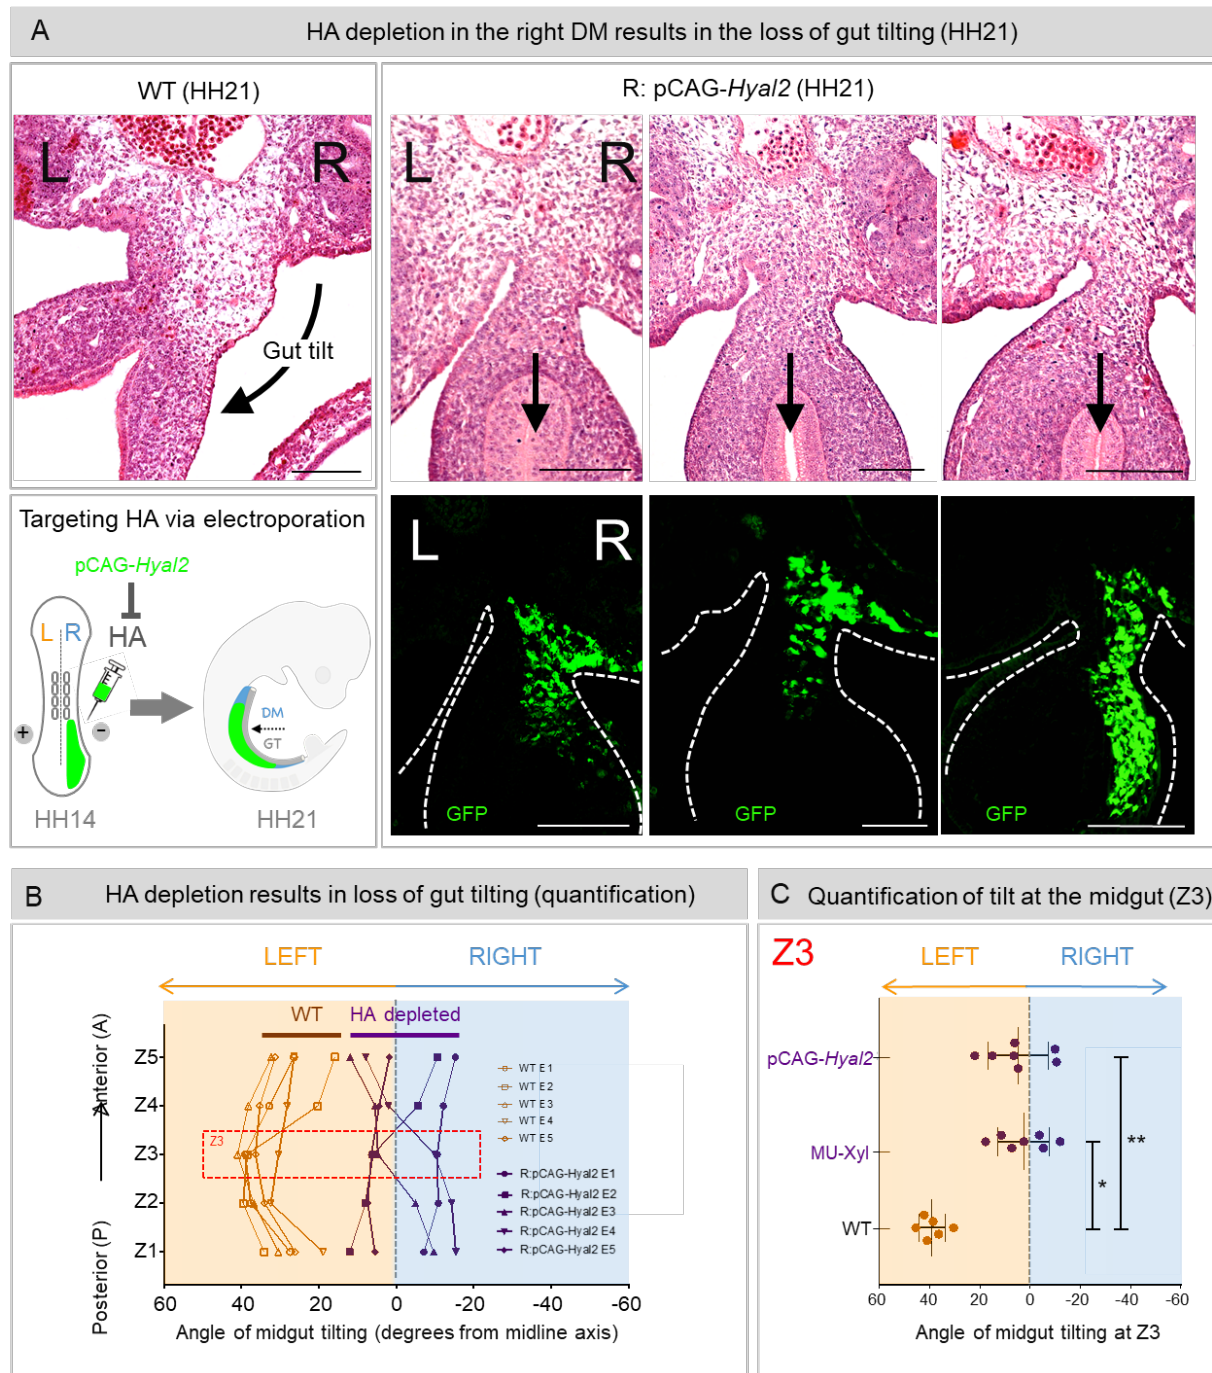 A
HA depletion in the right DM results in the loss of gut tilting (HH21)
WT (HH21)
L
R
Gut tilt
R: pCAG-Hyal2 (HH21)
L
R
Targeting HA via electroporation
pCAG-Hyal2
HA
L
R
+
-
DM
GT
HH14
HH21
L
R
GFP
GFP
GFP
B
HA depletion results in loss of gut tilting (quantification)
LEFT
RIGHT
WT
HA depleted
Anterior (A)
Posterior (P)
Z5
Z4
Z3
Z2
Z1
Z3
WT E1
WT E2
WT E3
WT E4
WT E5
R:pCAG-Hyal2 E1
R:pCAG-Hyal2 E2
R:pCAG-Hyal2 E3
R:pCAG-Hyal2 E4
R:pCAG-Hyal2 E5
60
40
20
0
-20
-40
-60
Angle of midgut tilting (degrees from midline axis)
C
Quantification of tilt at the midgut (Z3)
Z3
LEFT
RIGHT
pCAG-Hyal2
MU-Xyl
WT
*
**
60
40
20
0
-20
-40
-60
Angle of midgut tilting at Z3